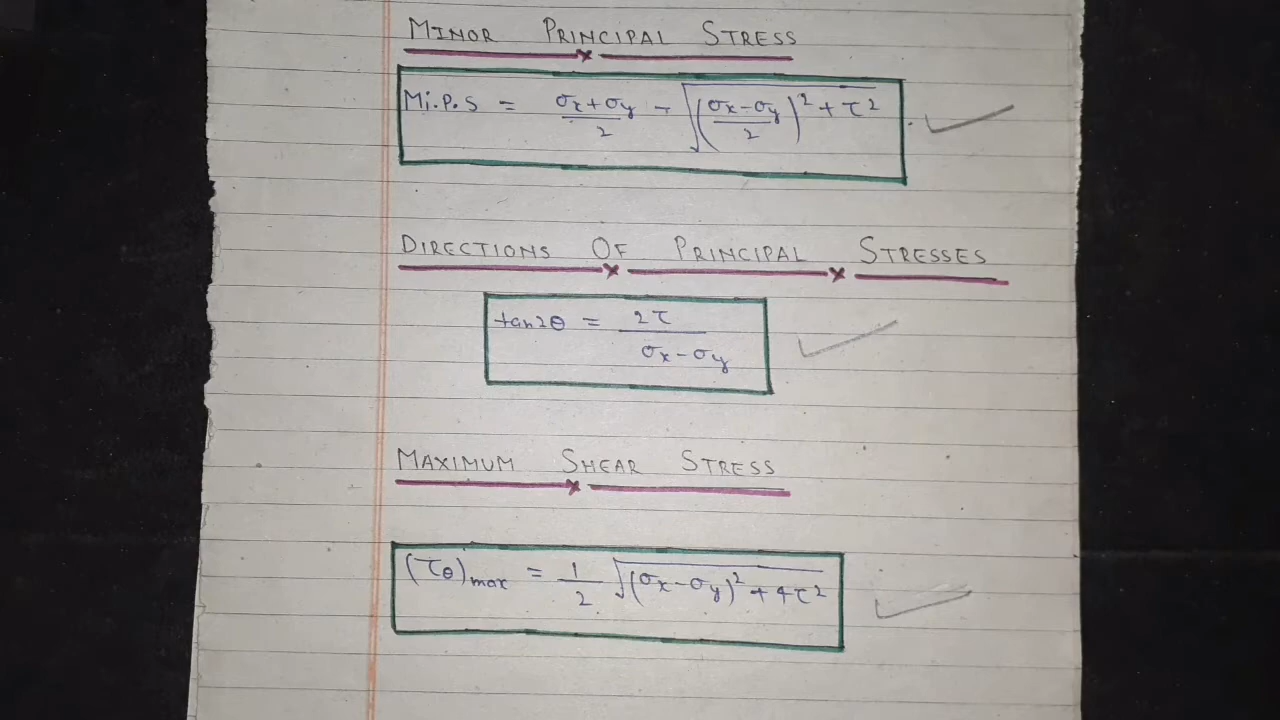 MINOR PRINCIPAL STRESS
Mi.P.S = σx+σy/2 - √((σx-σy/2)² + τ²)
DIRECTIONS OF PRINCIPAL STRESSES
tan2θ = 2τ/σx-σy
MAXIMUM SHEAR STRESS
(τθ)max = 1/2 √((σx-σy)² + 4τ²)